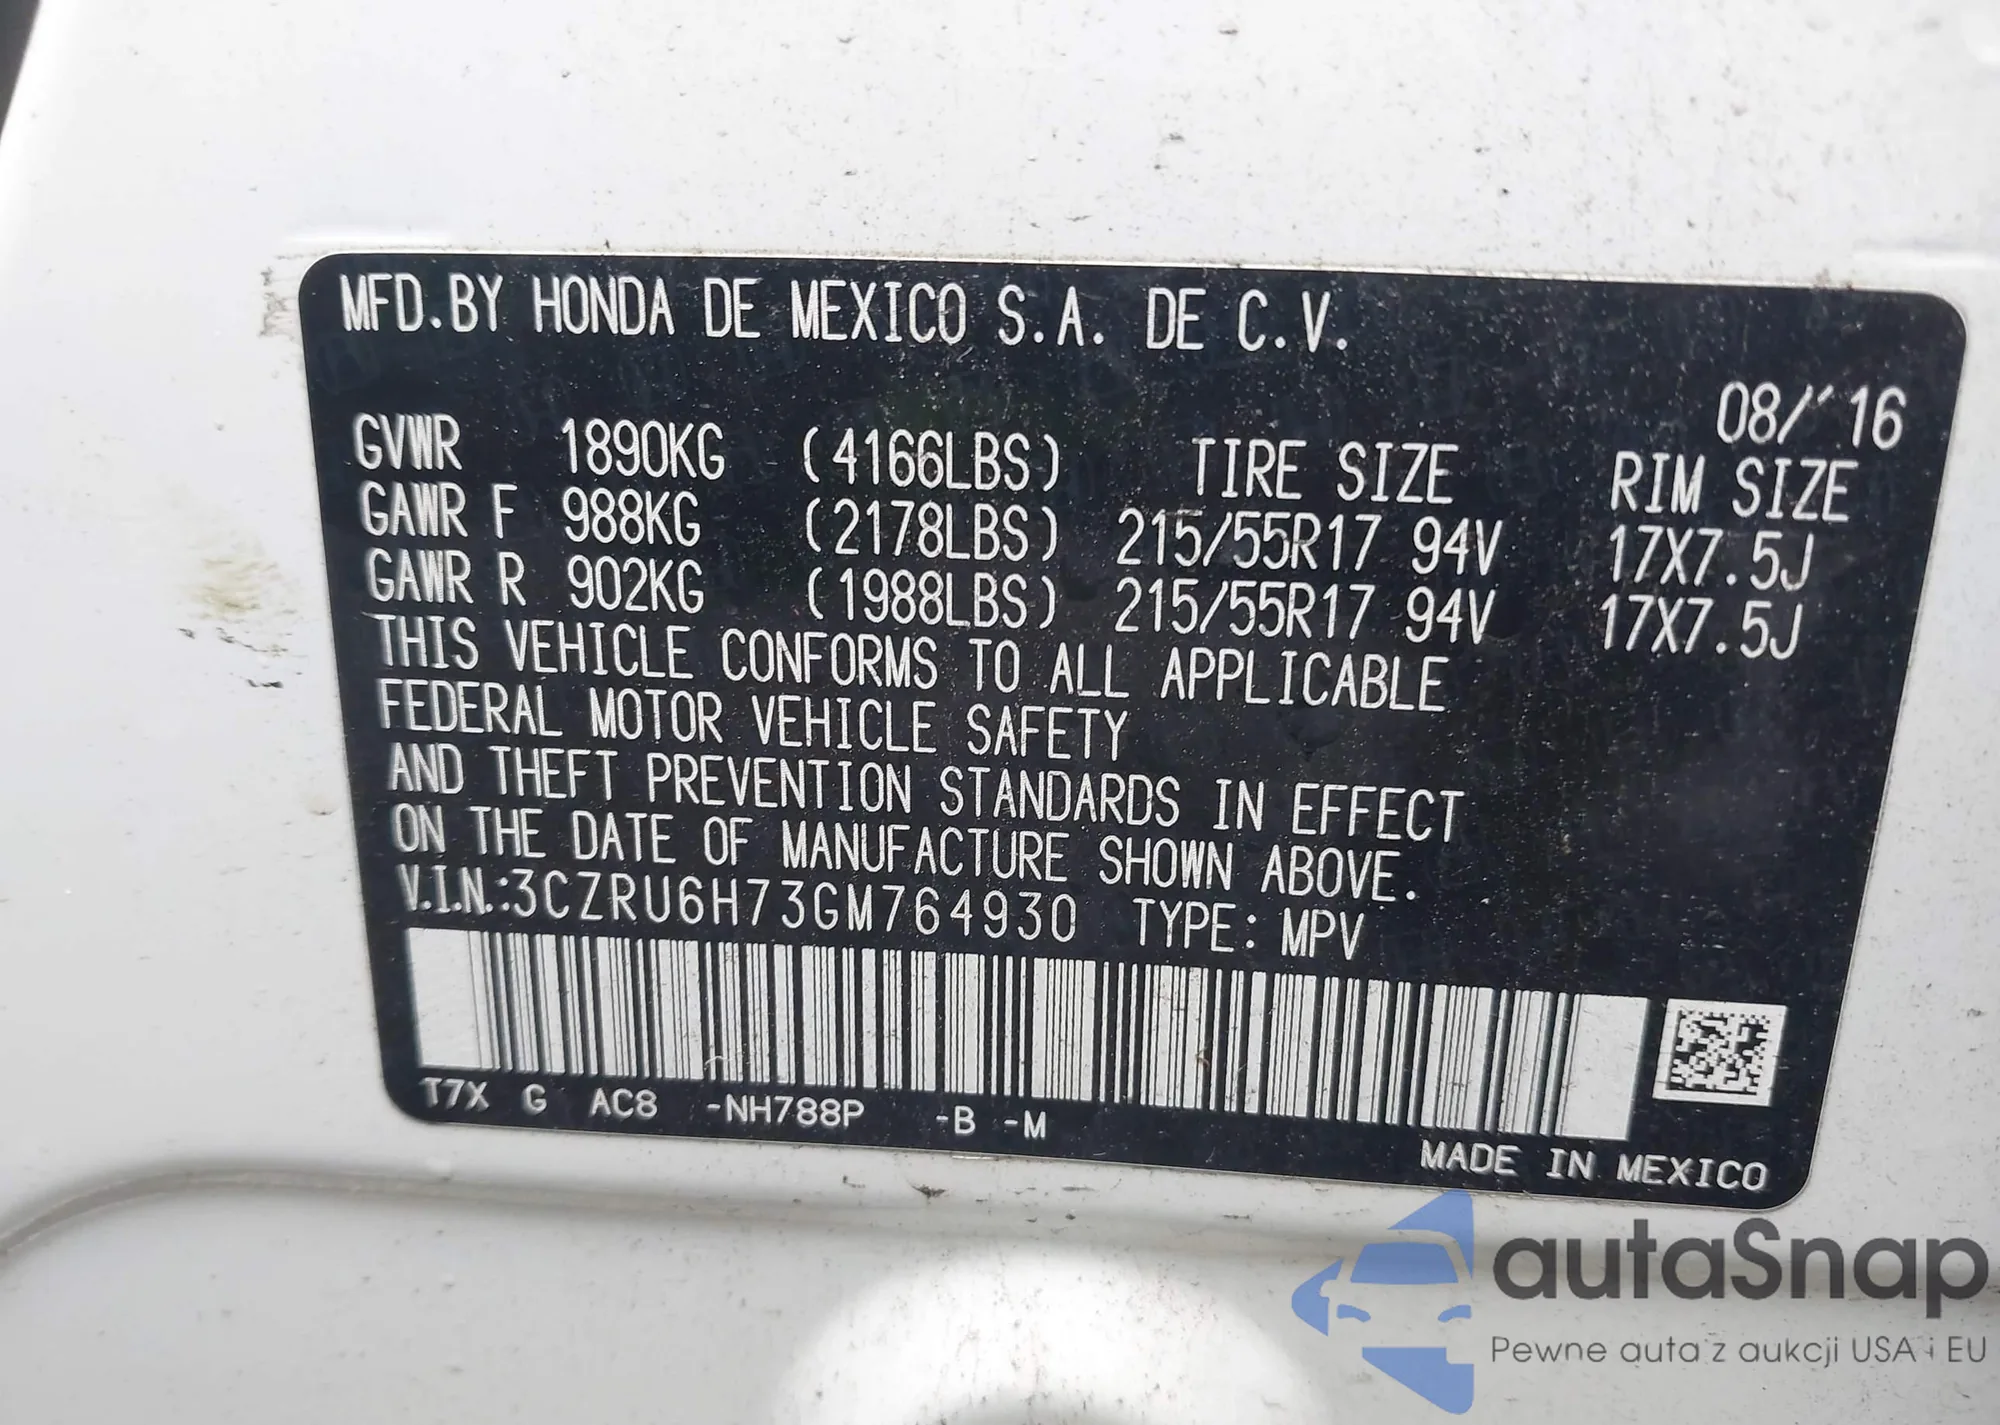 MFD.BY HONDA DE MEXICO S.A. DE C.V.
08/'16
GVWR 1890KG (4166LBS) TIRE SIZE RIM SIZE
GAWR F 988KG (2178LBS) 215/55R17 94V 17X7.5J
GAWR R 902KG (1988LBS) 215/55R17 94V 17X7.5J
THIS VEHICLE CONFORMS TO ALL APPLICABLE
FEDERAL MOTOR VEHICLE SAFETY
AND THEFT PREVENTION STANDARDS IN EFFECT
ON THE DATE OF MANUFACTURE SHOWN ABOVE.
V.I.N.:3CZRU6H73GM764930 TYPE: MPV
T7X G AC8 -NH788P -B -M
MADE IN MEXICO
autaSnap
Pewne auta z aukcji USA i EU